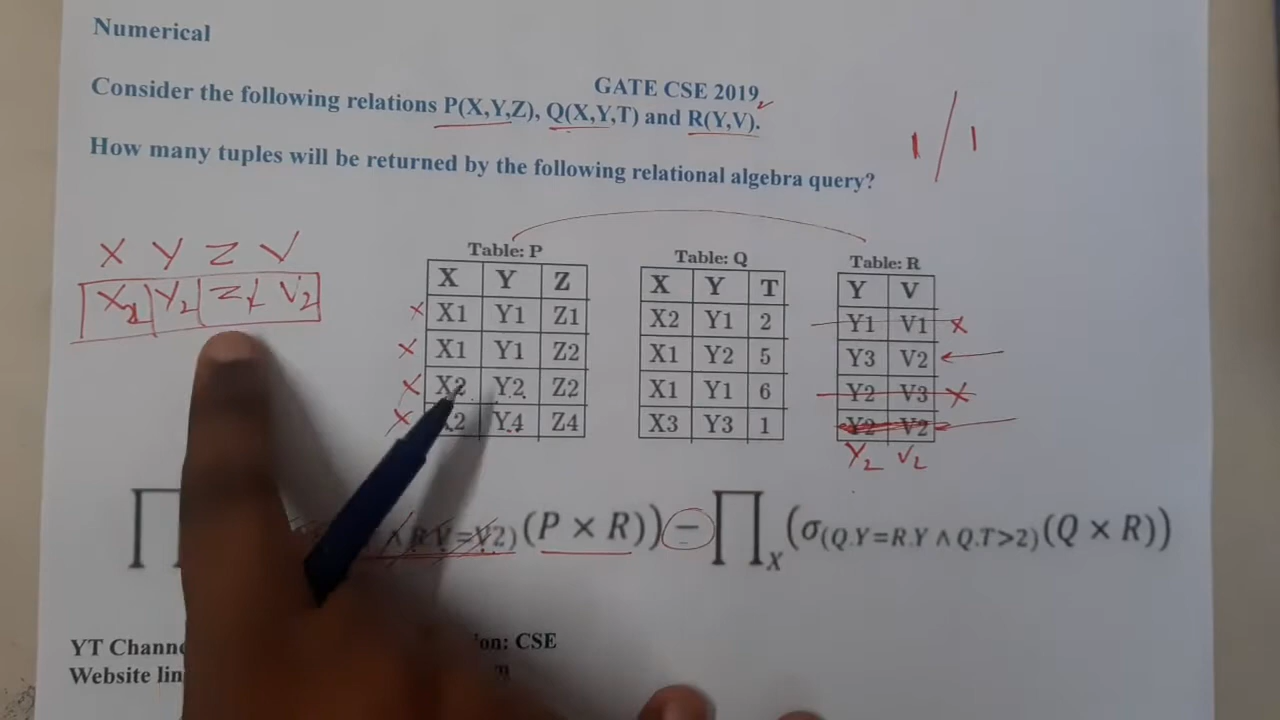 Numerical
GATE CSE 2019
Consider the following relations P(X,Y,Z), Q(X,Y,T) and R(Y,V).
1 / 1
How many tuples will be returned by the following relational algebra query?
X Y Z V
Y2 V2
Table: P
X Y Z
X1 Y1 Z1
X1 Y1 Z2
X2 Y2 Z2
Y4 Z4
Table: Q
X Y T
X2 Y1 2
X1 Y2 5
X1 Y1 6
X3 Y3 1
Table: R
Y V
Y1 V1
Y3 V2
Y2 V3
Y2 V2
Y2 V2
∏ ∧ R.V=V2) (P × R)) − ∏X (σ(Q.Y=R.Y ∧ Q.T>2) (Q × R))
YT Chann on: CSE
Website lin